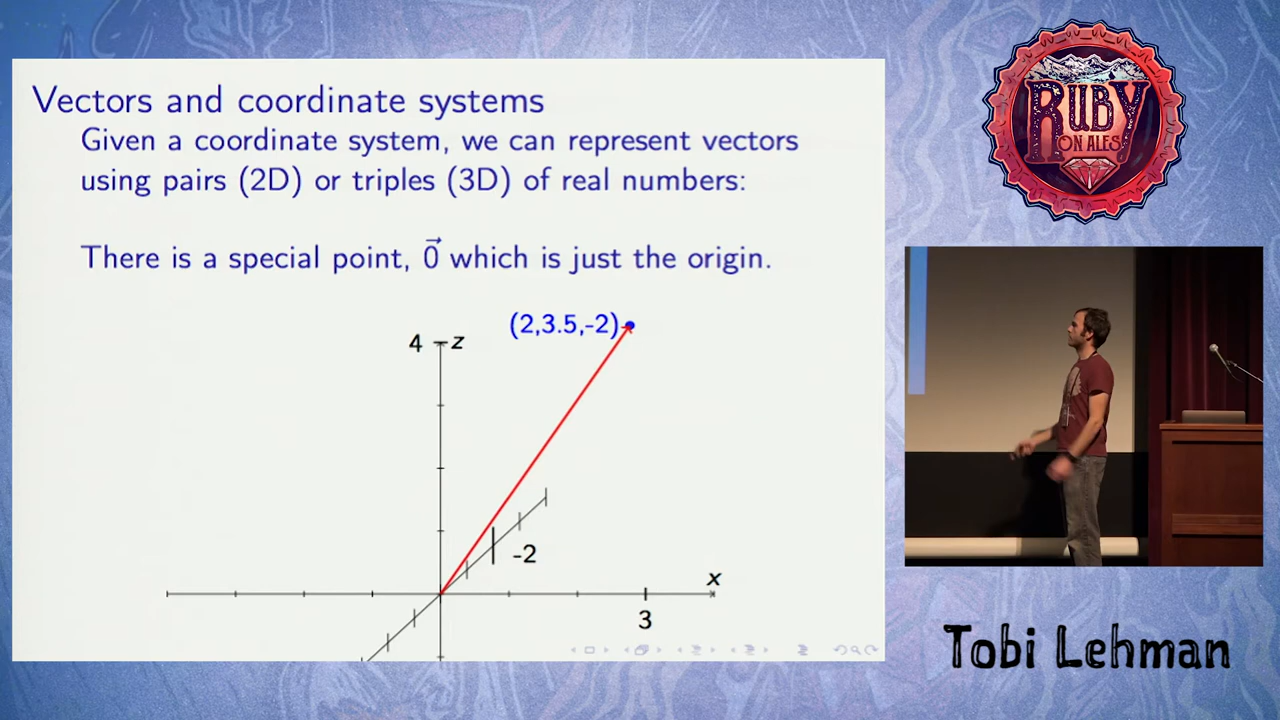 Vectors and coordinate systems
Given a coordinate system, we can represent vectors
using pairs (2D) or triples (3D) of real numbers:
There is a special point, 0⃗ which is just the origin.
(2,3.5,-2)
4
z
-2
x
3
RUBY
ON ALES
Tobi Lehman